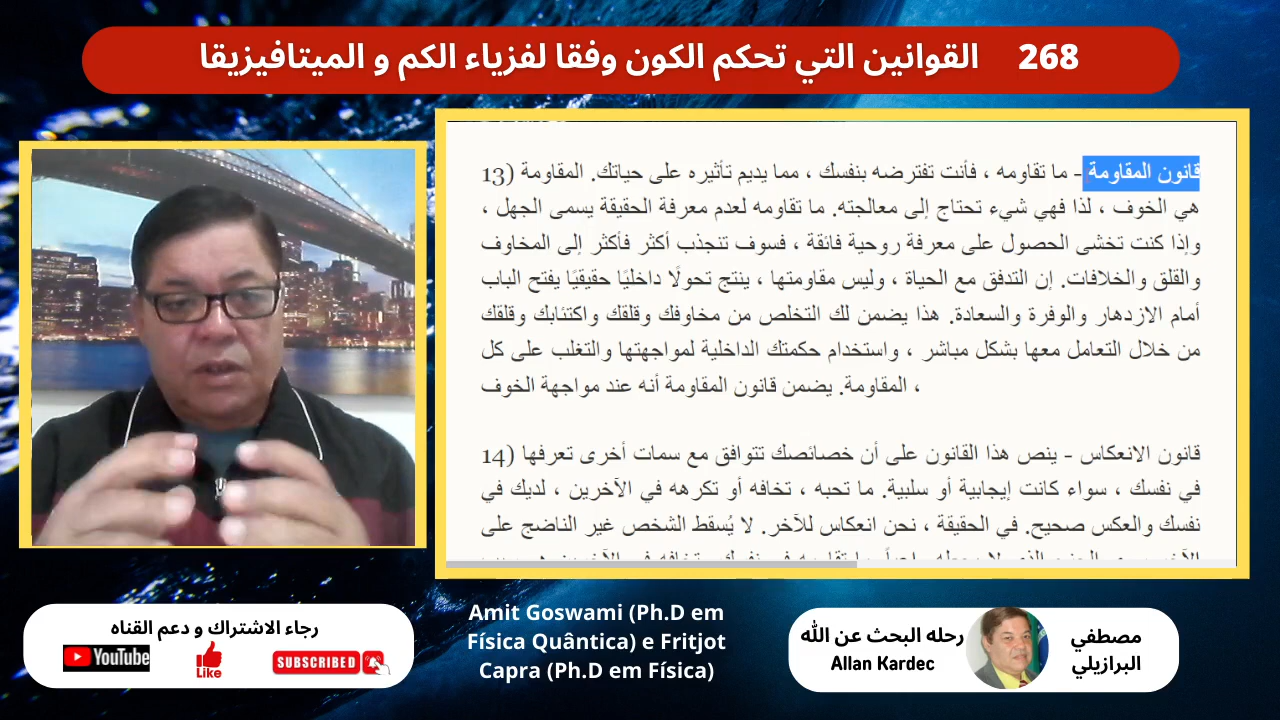 268 القوانين التي تحكم الكون وفقا لفزياء الكم و الميتافيزيقا
13) قانون المقاومة - ما تقاومه ، فأنت تفترضه بنفسك ، مما يديم تأثيره على حياتك. المقاومة
هي الخوف ، لذا فهي شيء تحتاج إلى معالجته. ما تقاومه لعدم معرفة الحقيقة يسمى الجهل ،
وإذا كنت تخشى الحصول على معرفة روحية فائقة ، فسوف تنجذب أكثر فأكثر إلى المخاوف
والقلق والخلافات. إن التدفق مع الحياة ، وليس مقاومتها ، ينتج تحولًا داخليًا حقيقيًا يفتح الباب
أمام الازدهار والوفرة والسعادة. هذا يضمن لك التخلص من مخاوفك وقلقك واكتئابك وقلقك
من خلال التعامل معها بشكل مباشر ، واستخدام حكمتك الداخلية لمواجهتها والتغلب على كل
، المقاومة. يضمن قانون المقاومة أنه عند مواجهة الخوف
14) قانون الانعكاس - ينص هذا القانون على أن خصائصك تتوافق مع سمات أخرى تعرفها
في نفسك ، سواء كانت إيجابية أو سلبية. ما تحبه ، تخافه أو تكرهه في الآخرين ، لديك في
نفسك والعكس صحيح. في الحقيقة ، نحن انعكاس للآخر. لا يُسقط الشخص غير الناضج على
رجاء الاشتراك و دعم القناه
YouTube
Like
SUBSCRIBED
Amit Goswami (Ph.D em
Física Quântica) e Fritjot
Capra (Ph.D em Física)
رحله البحث عن الله
Allan Kardec
مصطفي
البرازيلي